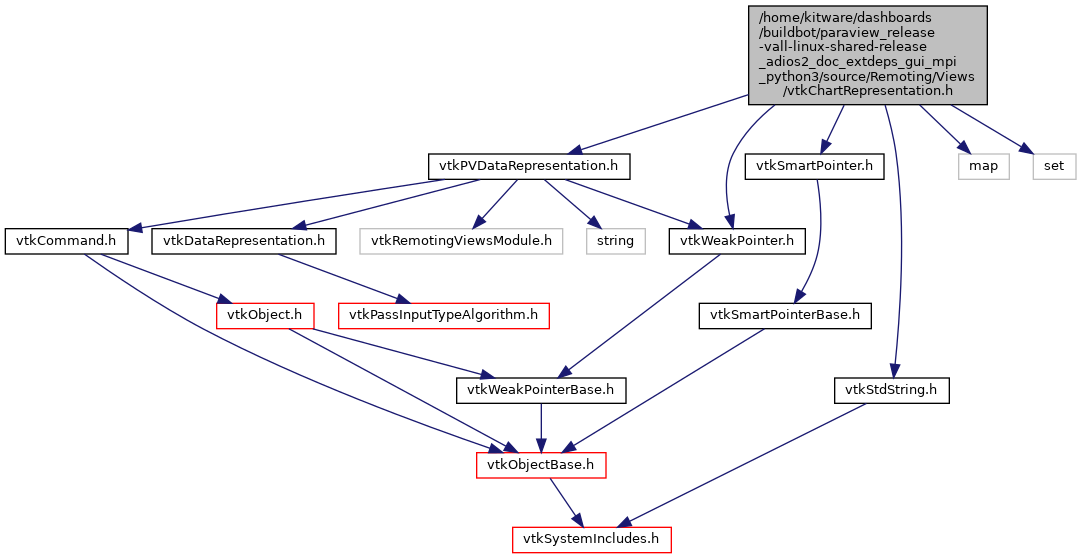 /home/kitware/dashboards
/buildbot/paraview_release
-vall-linux-shared-release
_adios2_doc_extdeps_gui_mpi
_python3/source/Remoting/Views
/vtkChartRepresentation.h
vtkPVDataRepresentation.h
vtkSmartPointer.h
map
set
vtkCommand.h
vtkDataRepresentation.h
vtkRemotingViewsModule.h
string
vtkWeakPointer.h
vtkObject.h
vtkPassInputTypeAlgorithm.h
vtkSmartPointerBase.h
vtkWeakPointerBase.h
vtkStdString.h
vtkObjectBase.h
vtkSystemIncludes.h